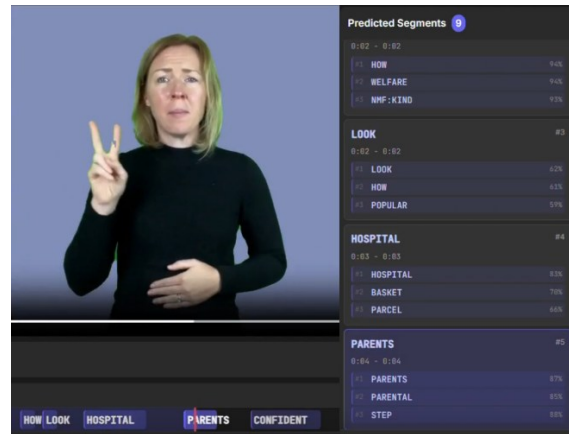 Predicted Segments 9
0:02 - 0:02
#1 HOW 94%
#2 WELFARE 94%
#3 NMF:KIND 93%
LOOK #3
0:02 - 0:02
#1 LOOK 62%
#2 HOW 61%
#3 POPULAR 59%
HOSPITAL #4
0:03 - 0:03
#1 HOSPITAL 83%
#2 BASKET 70%
#3 PARCEL 66%
PARENTS #5
0:04 - 0:04
#1 PARENTS 87%
#2 PARENTAL 85%
#3 STEP
HOW LOOK HOSPITAL PARENTS CONFIDENT